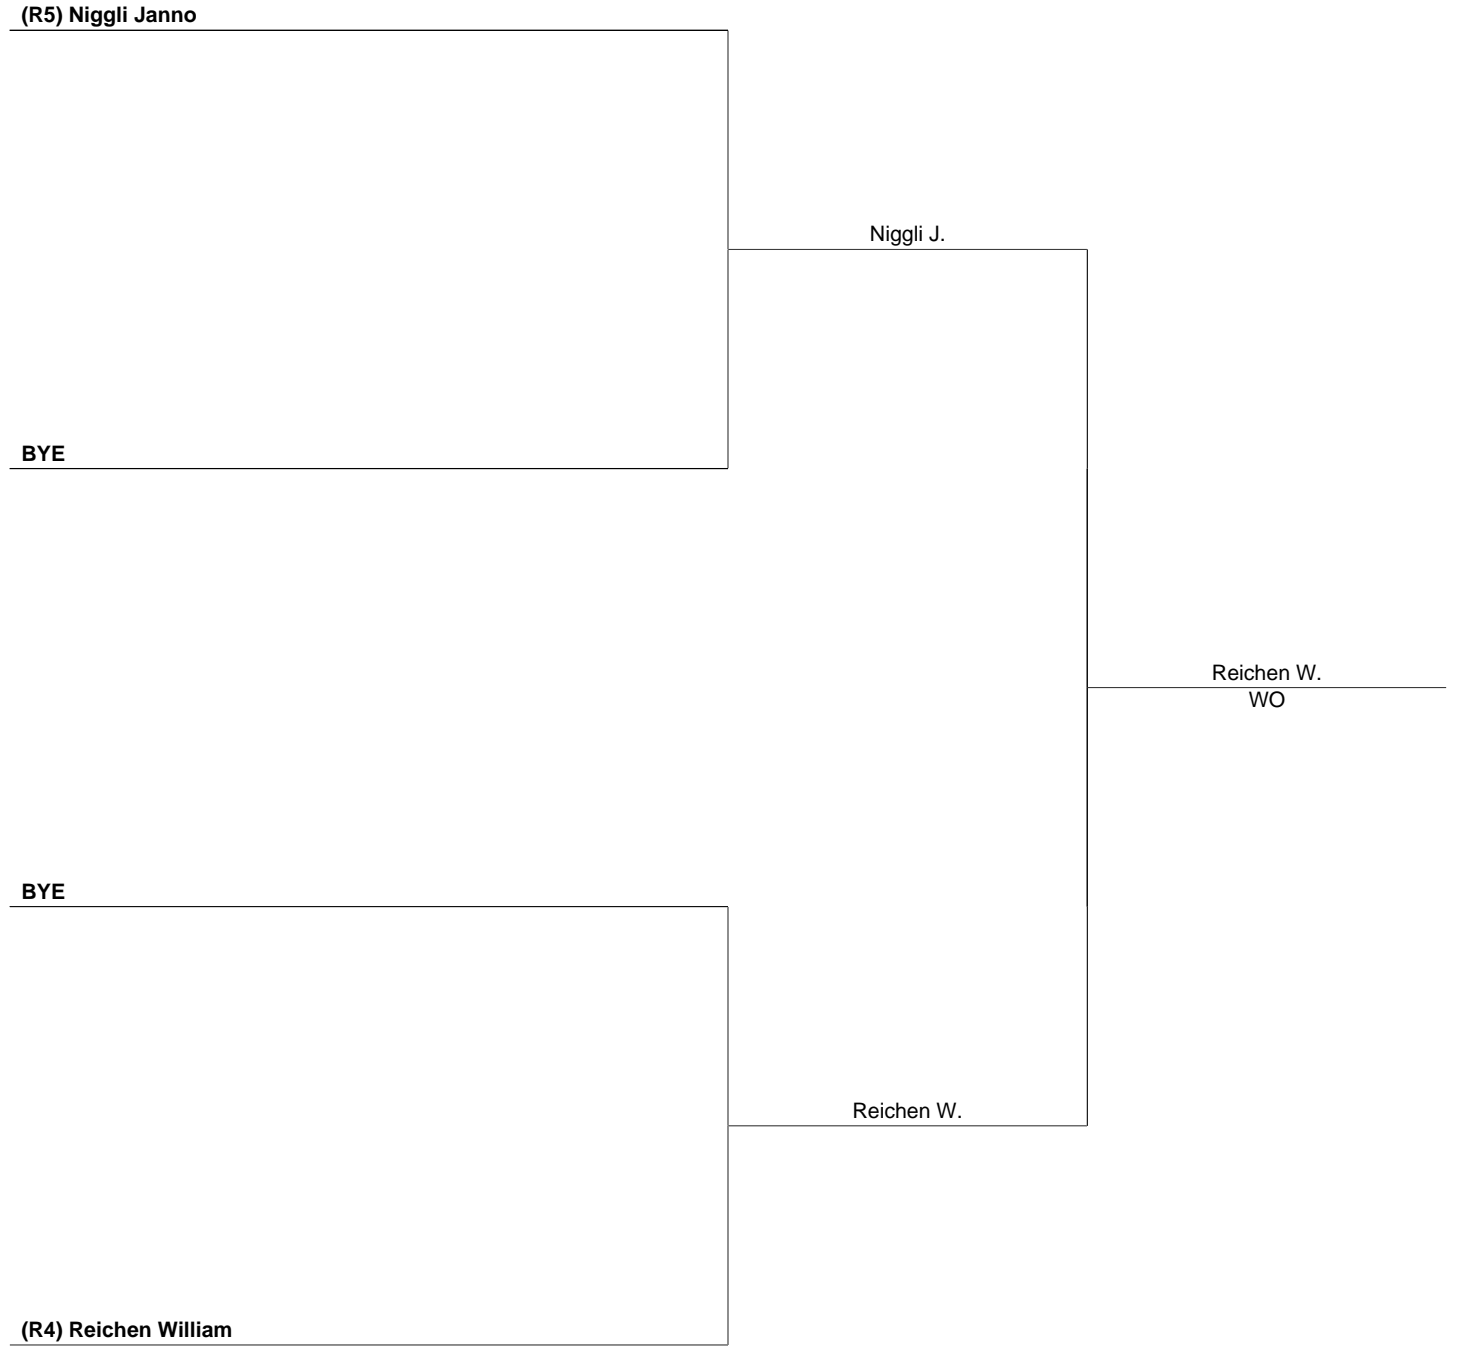 (R5) Niggli Janno
Niggli J.
BYE
Reichen W.
WO
BYE
Reichen W.
(R4) Reichen William